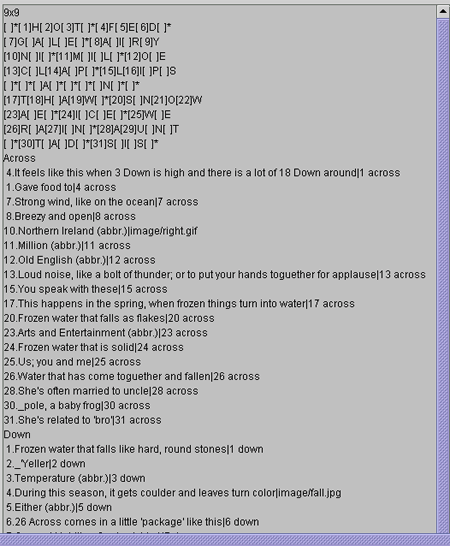 9x9
[ ]*[ 1]H[ 2]O[ 3]T[ ]*[ 4]F[ 5]E[ 6]D[ ]*
[ 7]G[ ]A[ ]L[ ]E[ ]*[ 8]A[ ]I[ ]R[ 9]Y
[10]N[ ]I[ ]*[11]M[ ]I[ ]L[ ]*[12]O[ ]E
[13]C[ ]L[14]A[ ]P[ ]*[15]L[16]I[ ]P[ ]S
[ ]*[ ]*[ ]A[ ]*[ ]*[ ]*[ ]N[ ]*[ ]*
[17]T[18]H[ ]A[19]W[ ]*[20]S[ ]N[21]O[22]W
[23]A[ ]E[ ]*[24]I[ ]C[ ]E[ ]*[25]W[ ]E
[26]R[ ]A[27]I[ ]N[ ]*[28]A[29]U[ ]N[ ]T
[ ]*[30]T[ ]A[ ]D[ ]*[31]S[ ]I[ ]S[ ]*
Across
4.It feels like this when 3 Down is high and there is a lot of 18 Down around|1 across
1.Gave food to|4 across
7.Strong wind, like on the ocean|7 across
8.Breezy and open|8 across
10.Northern Ireland (abbr.)|image/right.gif
11.Million (abbr.)|11 across
12.Old English (abbr.)|12 across
13.Loud noise, like a bolt of thunder; or to put your hands toguether for applause|13 across
15.You speak with these|15 across
17.This happens in the spring, when frozen things turn into water|17 across
20.Frozen water that falls as flakes|20 across
23.Arts and Entertainment (abbr.)|23 across
24.Frozen water that is solid|24 across
25.Us; you and me|25 across
26.Water that has come toguether and fallen|26 across
28.She's often married to uncle|28 across
30._pole, a baby frog|30 across
31.She's related to 'bro'|31 across
Down
1.Frozen water that falls like hard, round stones|1 down
2._'Yeller|2 down
3.Temperature (abbr.)|3 down
4.During this season, it gets coulder and leaves turn color|image/fall.jpg
5.Either (abbr.)|5 down
6.26 Across comes in a little 'package' like this|6 down